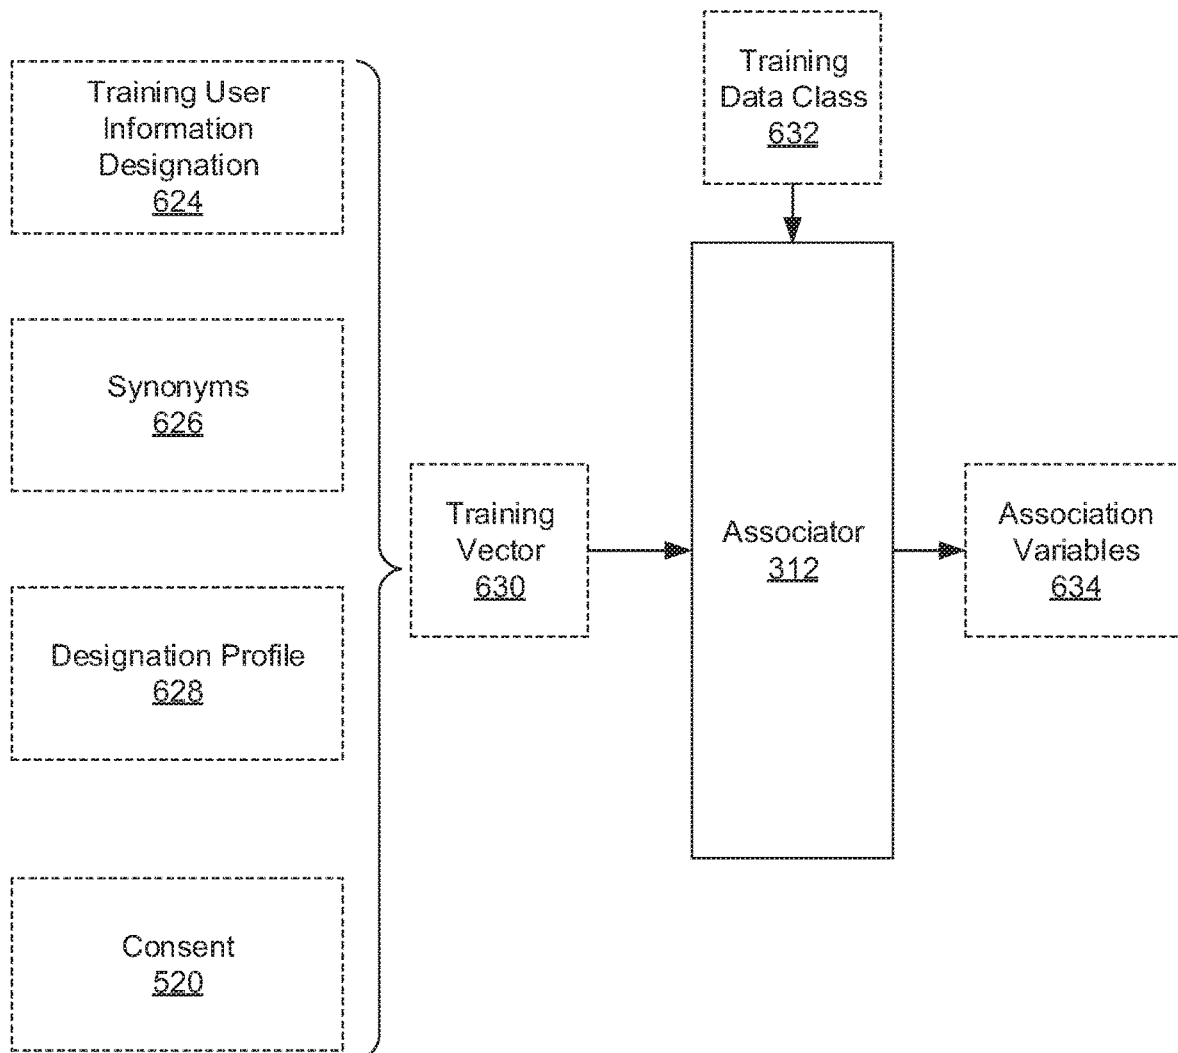 Training User
Information
Designation
624
Synonyms
626
Designation Profile
628
Consent
520
Training
Vector
630
Training
Data Class
632
Associator
312
Association
Variables
634